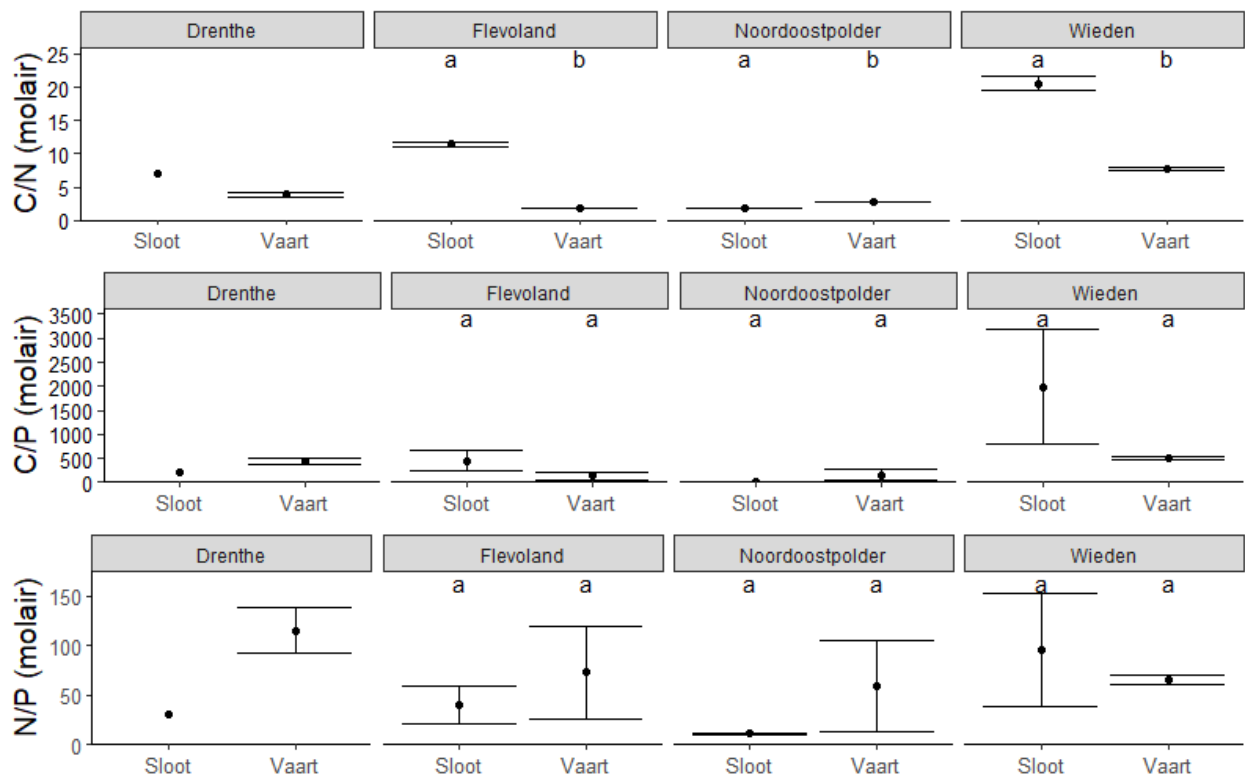 Drenthe Flevoland Noordoostpolder Wieden
a b a b a b
C/N (molair)
25
20
15
10
5
0
Sloot Vaart Sloot Vaart Sloot Vaart Sloot Vaart
Drenthe Flevoland Noordoostpolder Wieden
a a a a a a
C/P (molair)
3500
3000
2500
2000
1500
1000
500
0
Sloot Vaart Sloot Vaart Sloot Vaart Sloot Vaart
Drenthe Flevoland Noordoostpolder Wieden
a a a a a a
N/P (molair)
150
100
50
0
Sloot Vaart Sloot Vaart Sloot Vaart Sloot Vaart